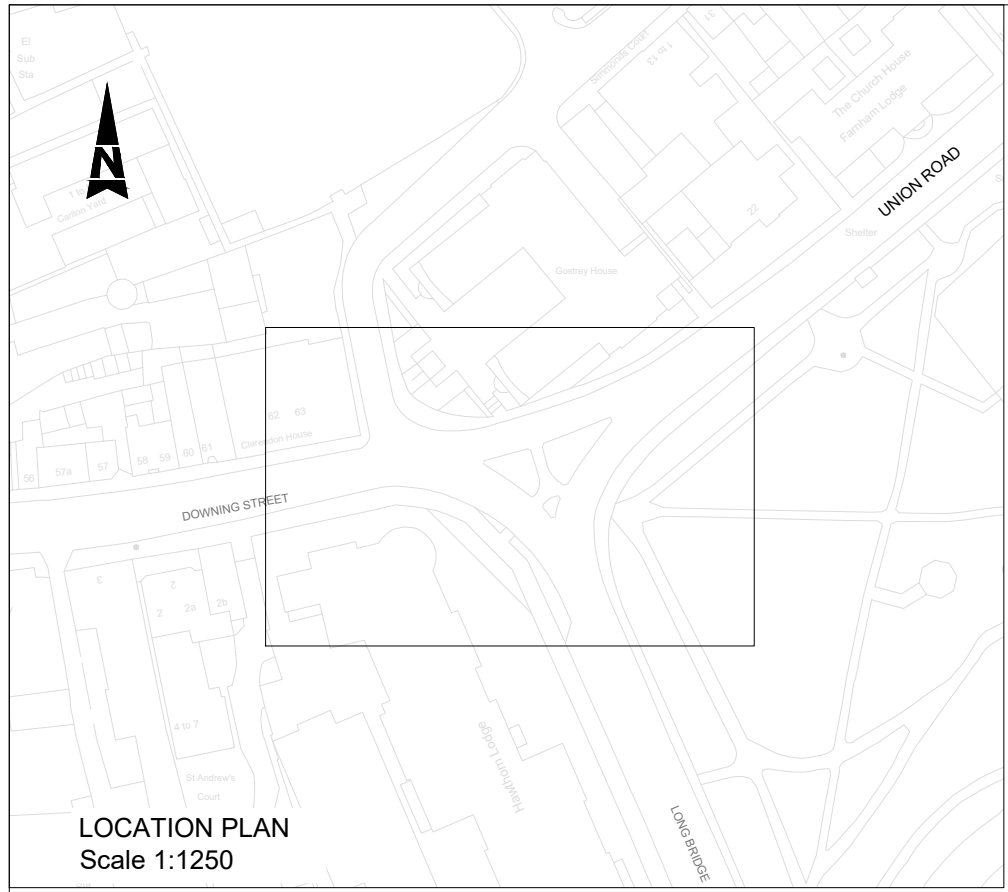 El
Sub
Sta
N
1 to
Carlton Yard
Simmonds Court
1 to 13
31
The Church House
Farnham Lodge
UNION ROAD
22
Shelter
Gostrey House
62 63
Clarendon House
56 57a 57 58 59 60 61
DOWNING STREET
3
2
2 2a 2b
4 to 7
St Andrew's
Court
Hawthorn Lodge
LONG BRIDGE
LOCATION PLAN
Scale 1:1250